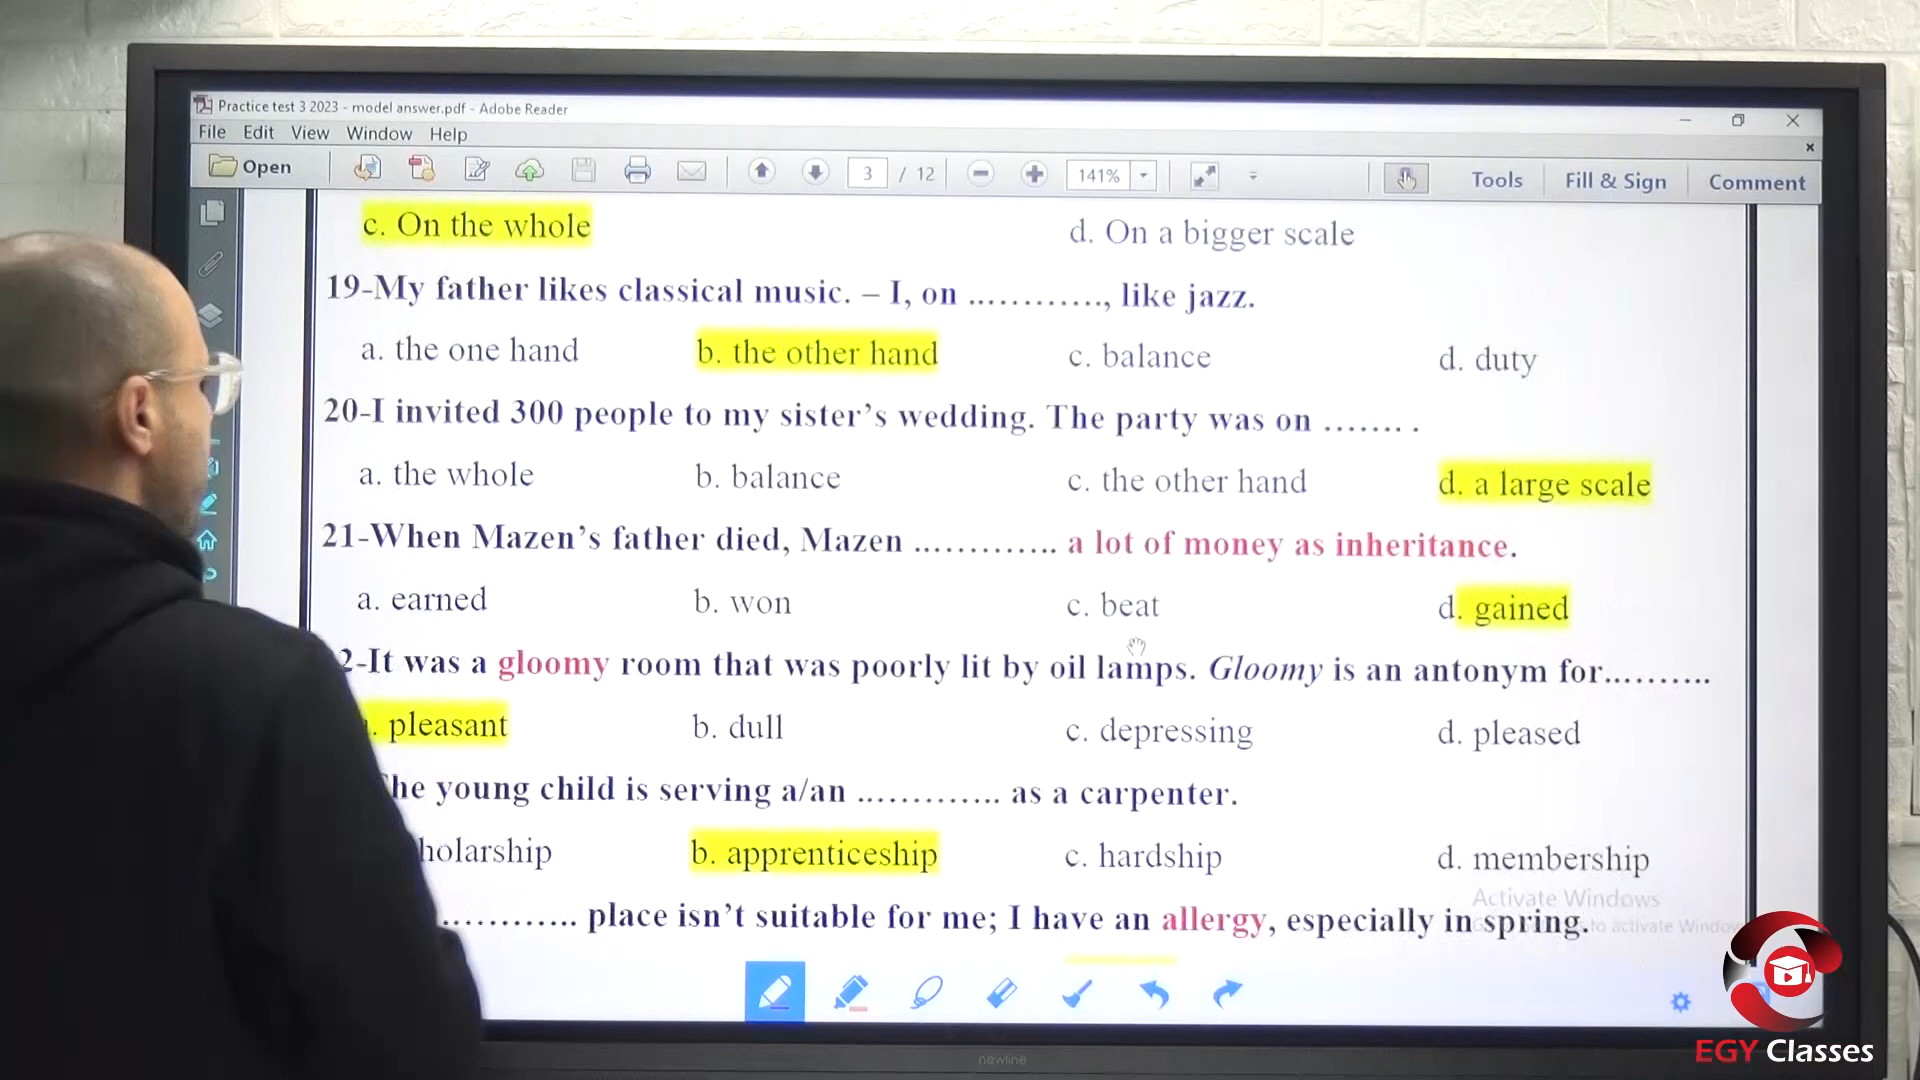 Practice test 3 2023 - model answer.pdf - Adobe Reader
File Edit View Window Help
Open 3 / 12 141% Tools Fill & Sign Comment
c. On the whole d. On a bigger scale
19-My father likes classical music. – I, on …………, like jazz.
a. the one hand b. the other hand c. balance d. duty
20-I invited 300 people to my sister’s wedding. The party was on ……. .
a. the whole b. balance c. the other hand d. a large scale
21-When Mazen’s father died, Mazen …………. a lot of money as inheritance.
a. earned b. won c. beat d. gained
2-It was a gloomy room that was poorly lit by oil lamps. Gloomy is an antonym for……….
. pleasant b. dull c. depressing d. pleased
he young child is serving a/an …………. as a carpenter.
holarship b. apprenticeship c. hardship d. membership
…………. place isn’t suitable for me; I have an allergy, especially in spring.
Activate Windows
to activate Window
newline
EGY Classes